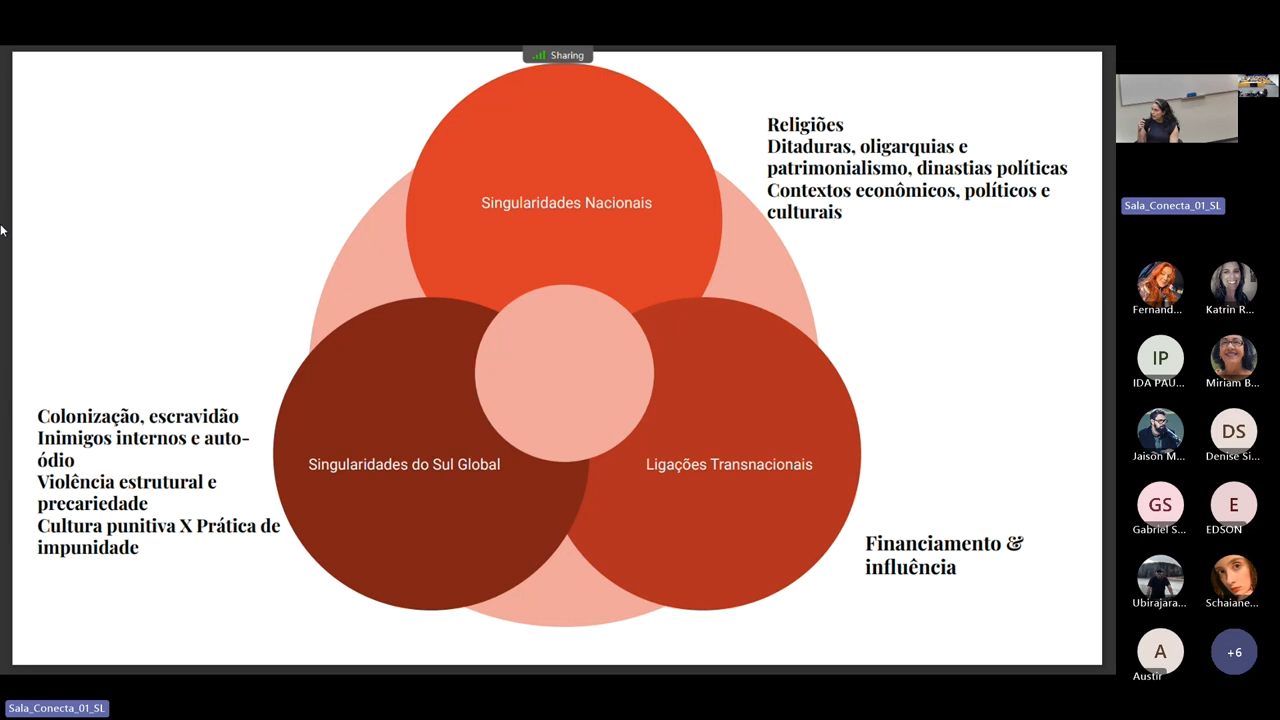 Sharing
Singularidades Nacionais
Religiões
Ditaduras, oligarquias e
patrimonialismo, dinastias políticas
Contextos econômicos, políticos e
culturais
Colonização, escravidão
Inimigos internos e auto-
ódio
Violência estrutural e
precariedade
Cultura punitiva X Prática de
impunidade
Singularidades do Sul Global
Ligações Transnacionais
Financiamento &
influência
Sala_Conecta_01_SL
Fernand...
Katrin R...
IP
IDA PAU...
Miriam B...
Jaison M...
DS
Denise Si...
GS
Gabriel S...
E
EDSON
Ubirajara...
Schaiane...
A
Austir
+6
Sala_Conecta_01_SL